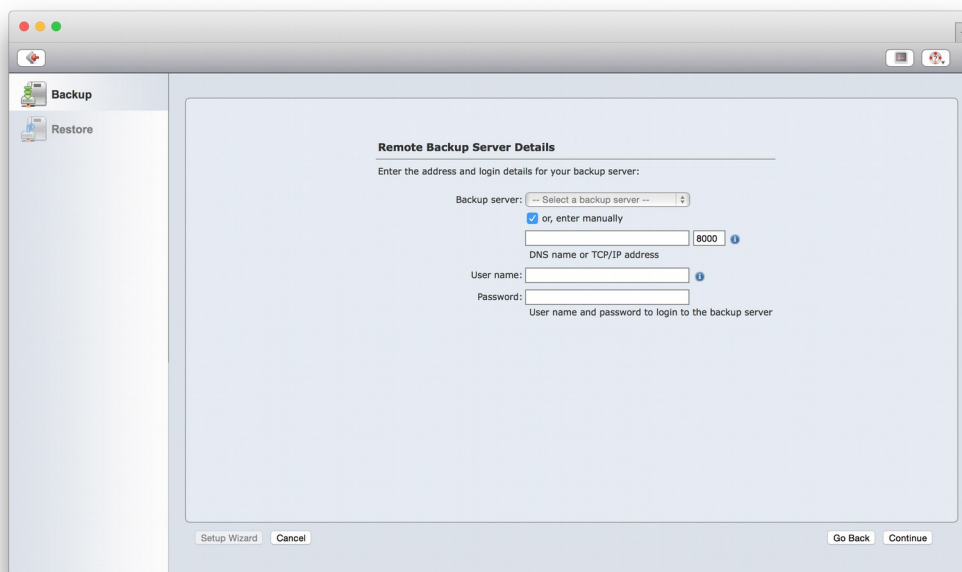 Backup
Restore
Remote Backup Server Details
Enter the address and login details for your backup server:
Backup server: -- Select a backup server --
or, enter manually
8000
DNS name or TCP/IP address
User name:
Password:
User name and password to login to the backup server
Setup Wizard Cancel Go Back Continue